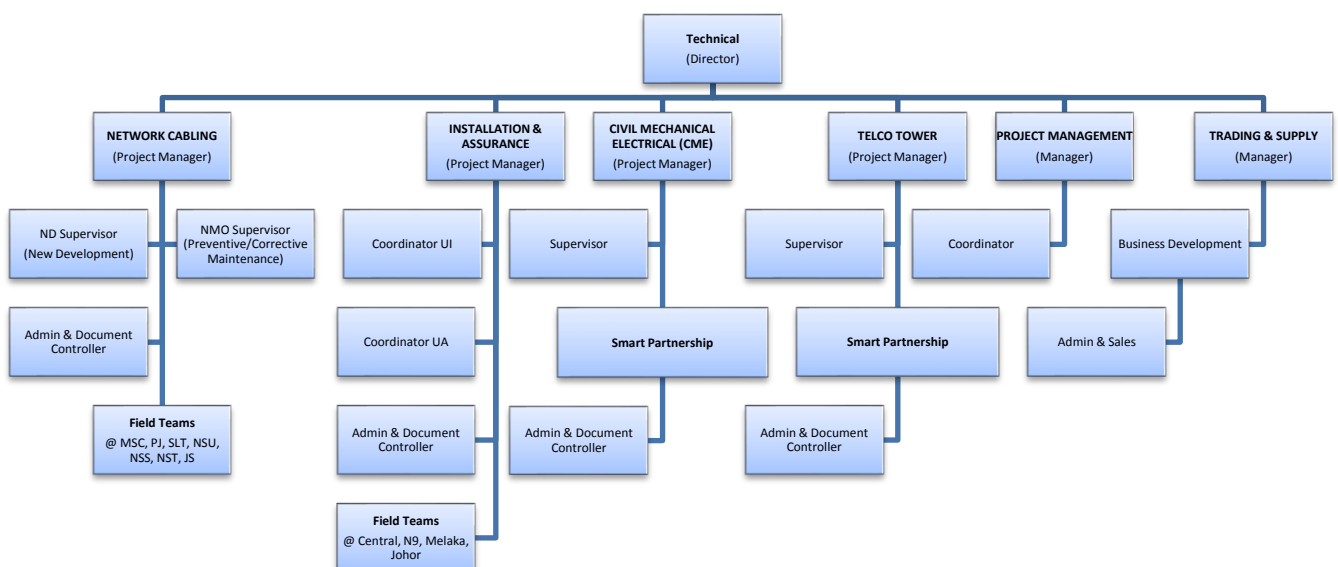 Technical
(Director)
NETWORK CABLING
(Project Manager)
INSTALLATION &
ASSURANCE
(Project Manager)
CIVIL MECHANICAL
ELECTRICAL (CME)
(Project Manager)
TELCO TOWER
(Project Manager)
PROJECT MANAGEMENT
(Manager)
TRADING & SUPPLY
(Manager)
ND Supervisor
(New Development)
NMO Supervisor
(Preventive/Corrective
Maintenance)
Coordinator UI
Supervisor
Supervisor
Coordinator
Business Development
Admin & Document
Controller
Coordinator UA
Smart Partnership
Smart Partnership
Admin & Sales
Field Teams
@ MSC, PJ, SLT, NSU,
NSS, NST, JS
Admin & Document
Controller
Admin & Document
Controller
Admin & Document
Controller
Field Teams
@ Central, N9, Melaka,
Johor